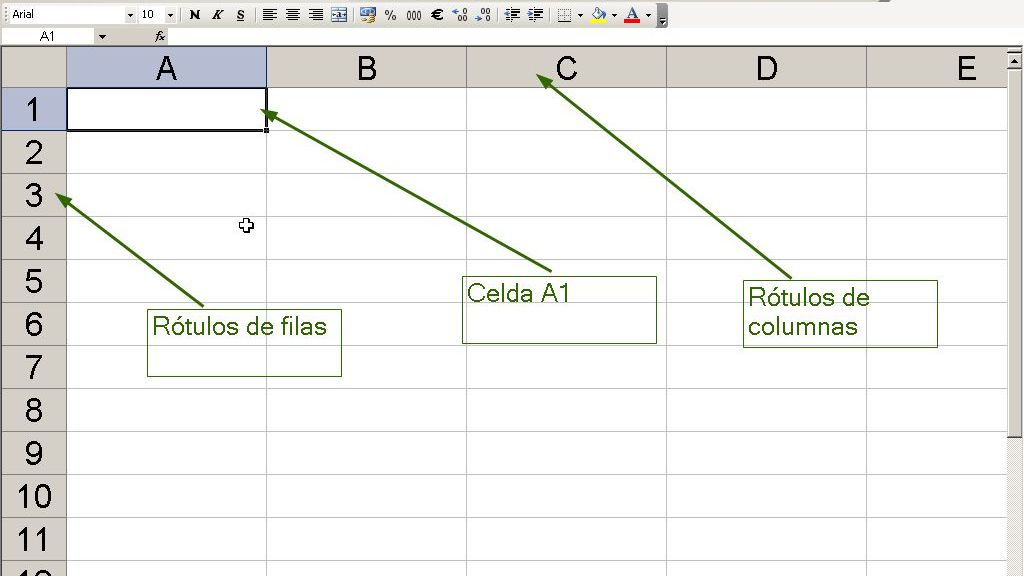 Arial 10 N K S % 000 €
A1 fx
A B C D E
1
2
3
4
5
Celda A1
Rótulos de
columnas
6
Rótulos de filas
7
8
9
10
11